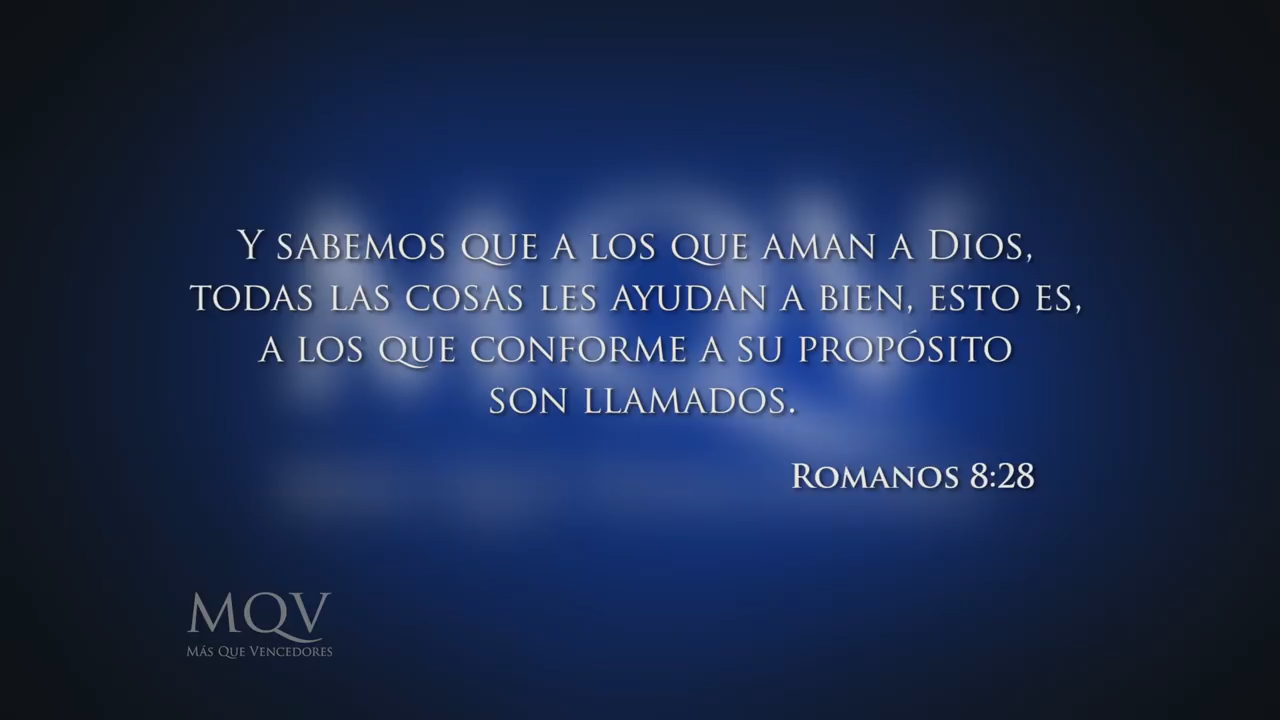 Y sabemos que a los que aman a Dios,
todas las cosas les ayudan a bien, esto es,
a los que conforme a su propósito
son llamados.
Romanos 8:28
MQV
Más Que Vencedores